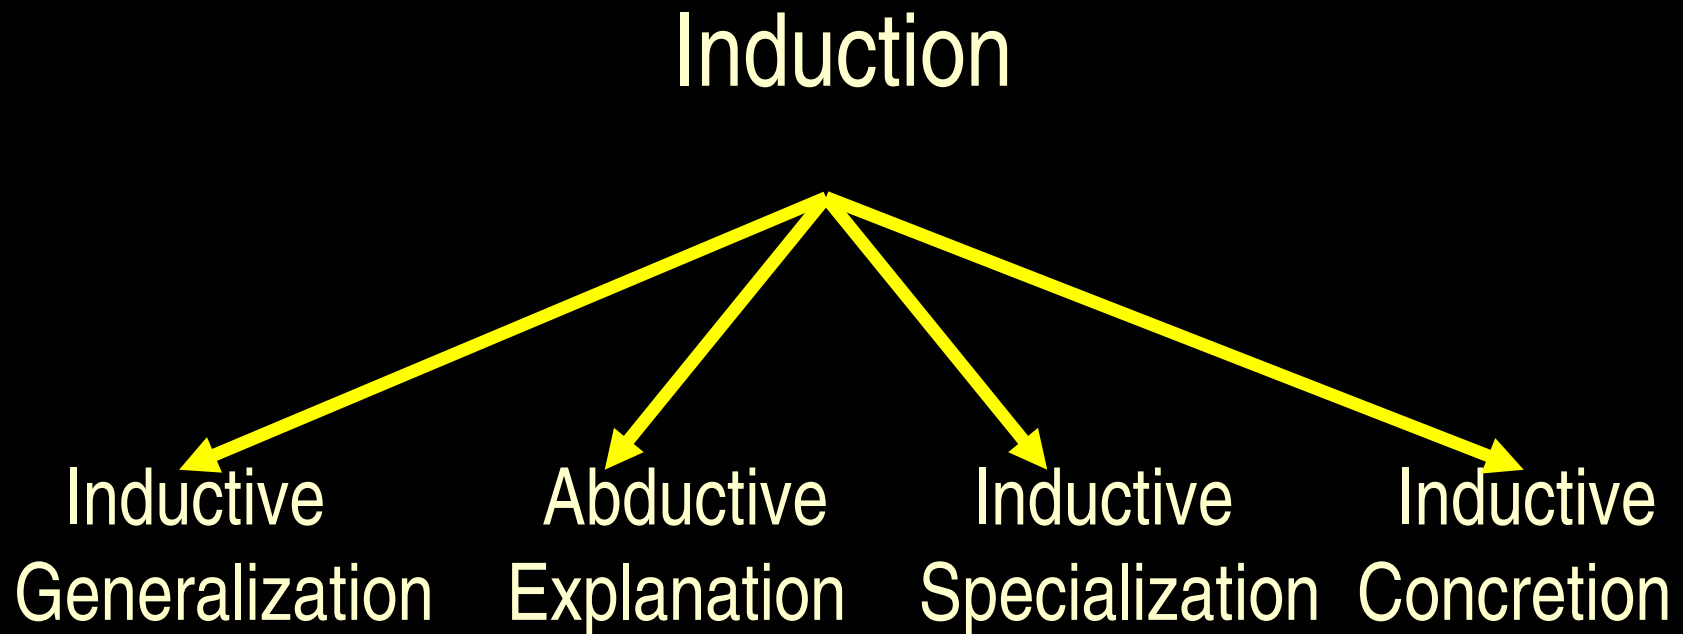 Induction
Inductive Abductive Inductive Inductive
Generalization Explanation Specialization Concretion